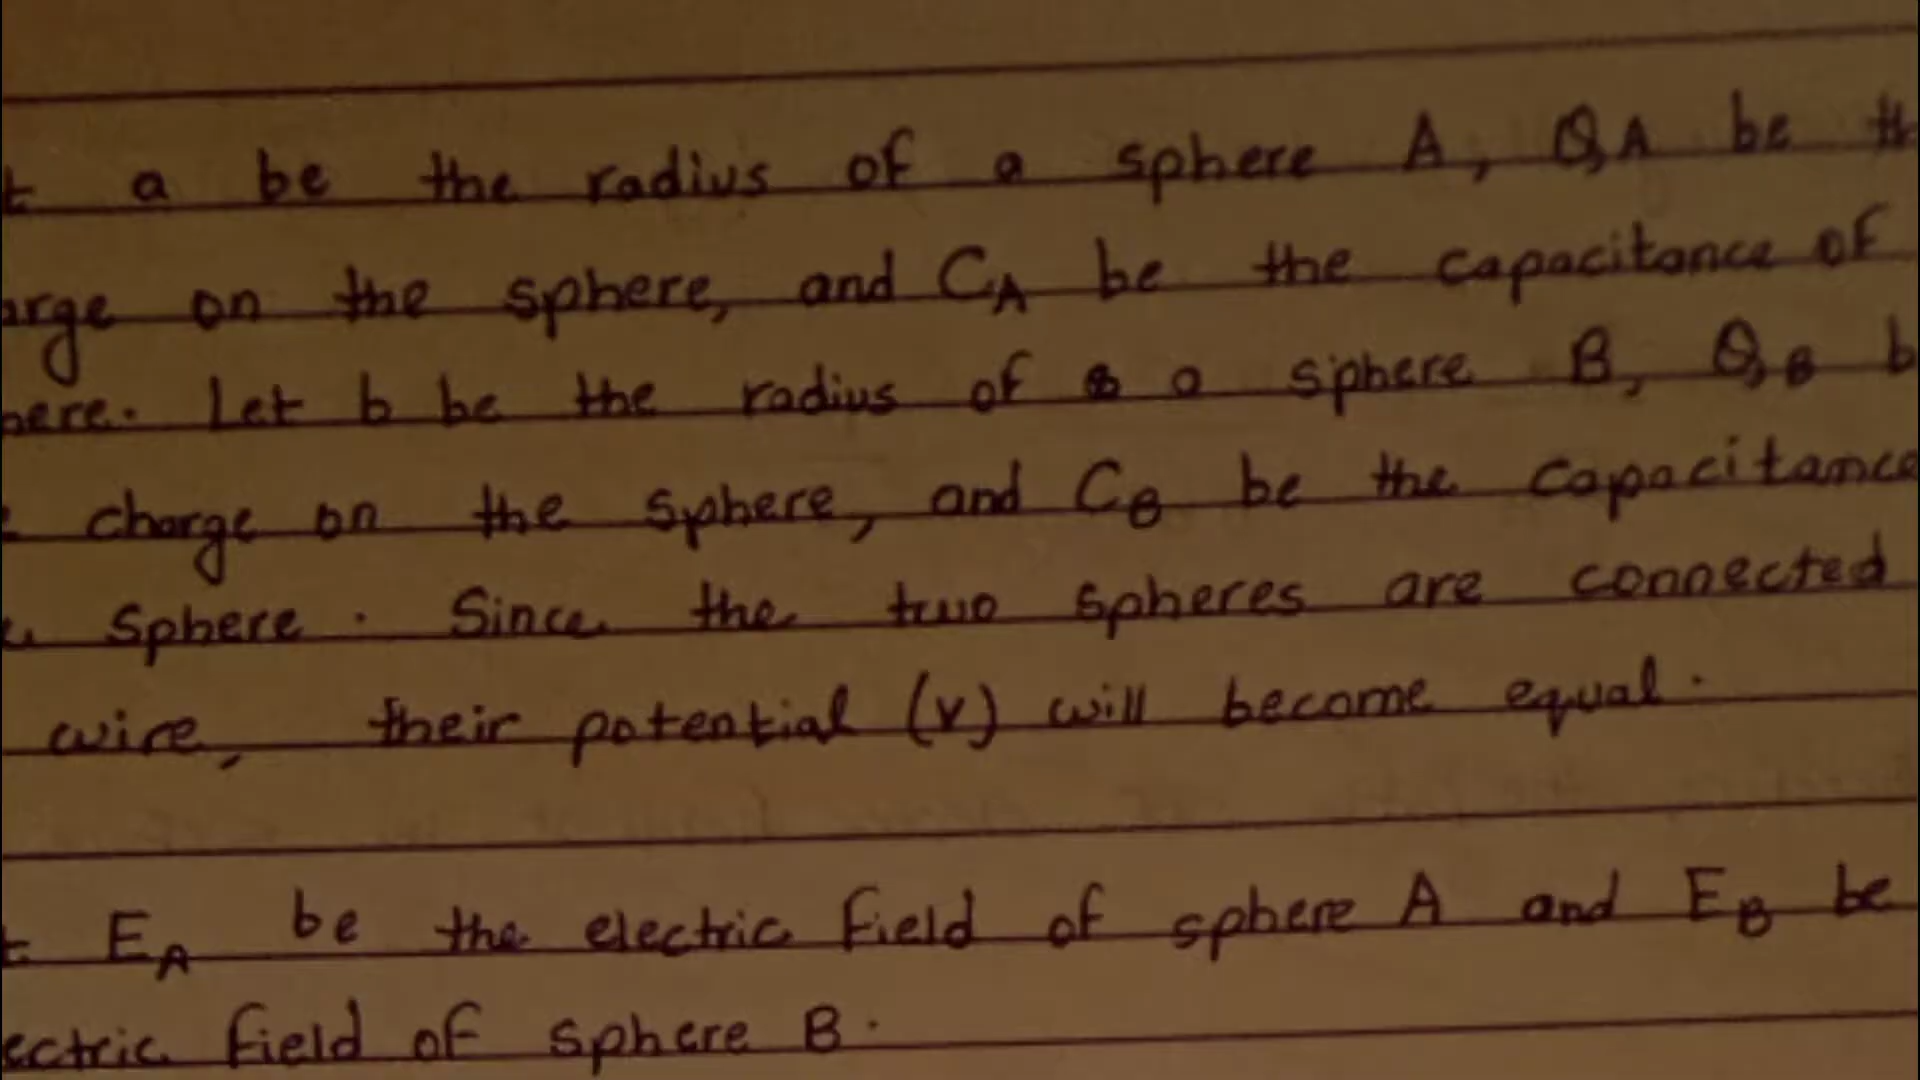 t a be the radius of a sphere A, QA be th
arge on the sphere, and CA be the capacitance of
here. Let b be the radius of a sphere B, QB b
e charge on the sphere, and CB be the capacitance
sphere. Since the two spheres are connected
wire, their potential (V) will become equal.
t EA be the electric field of sphere A and EB be
ectric field of sphere B.